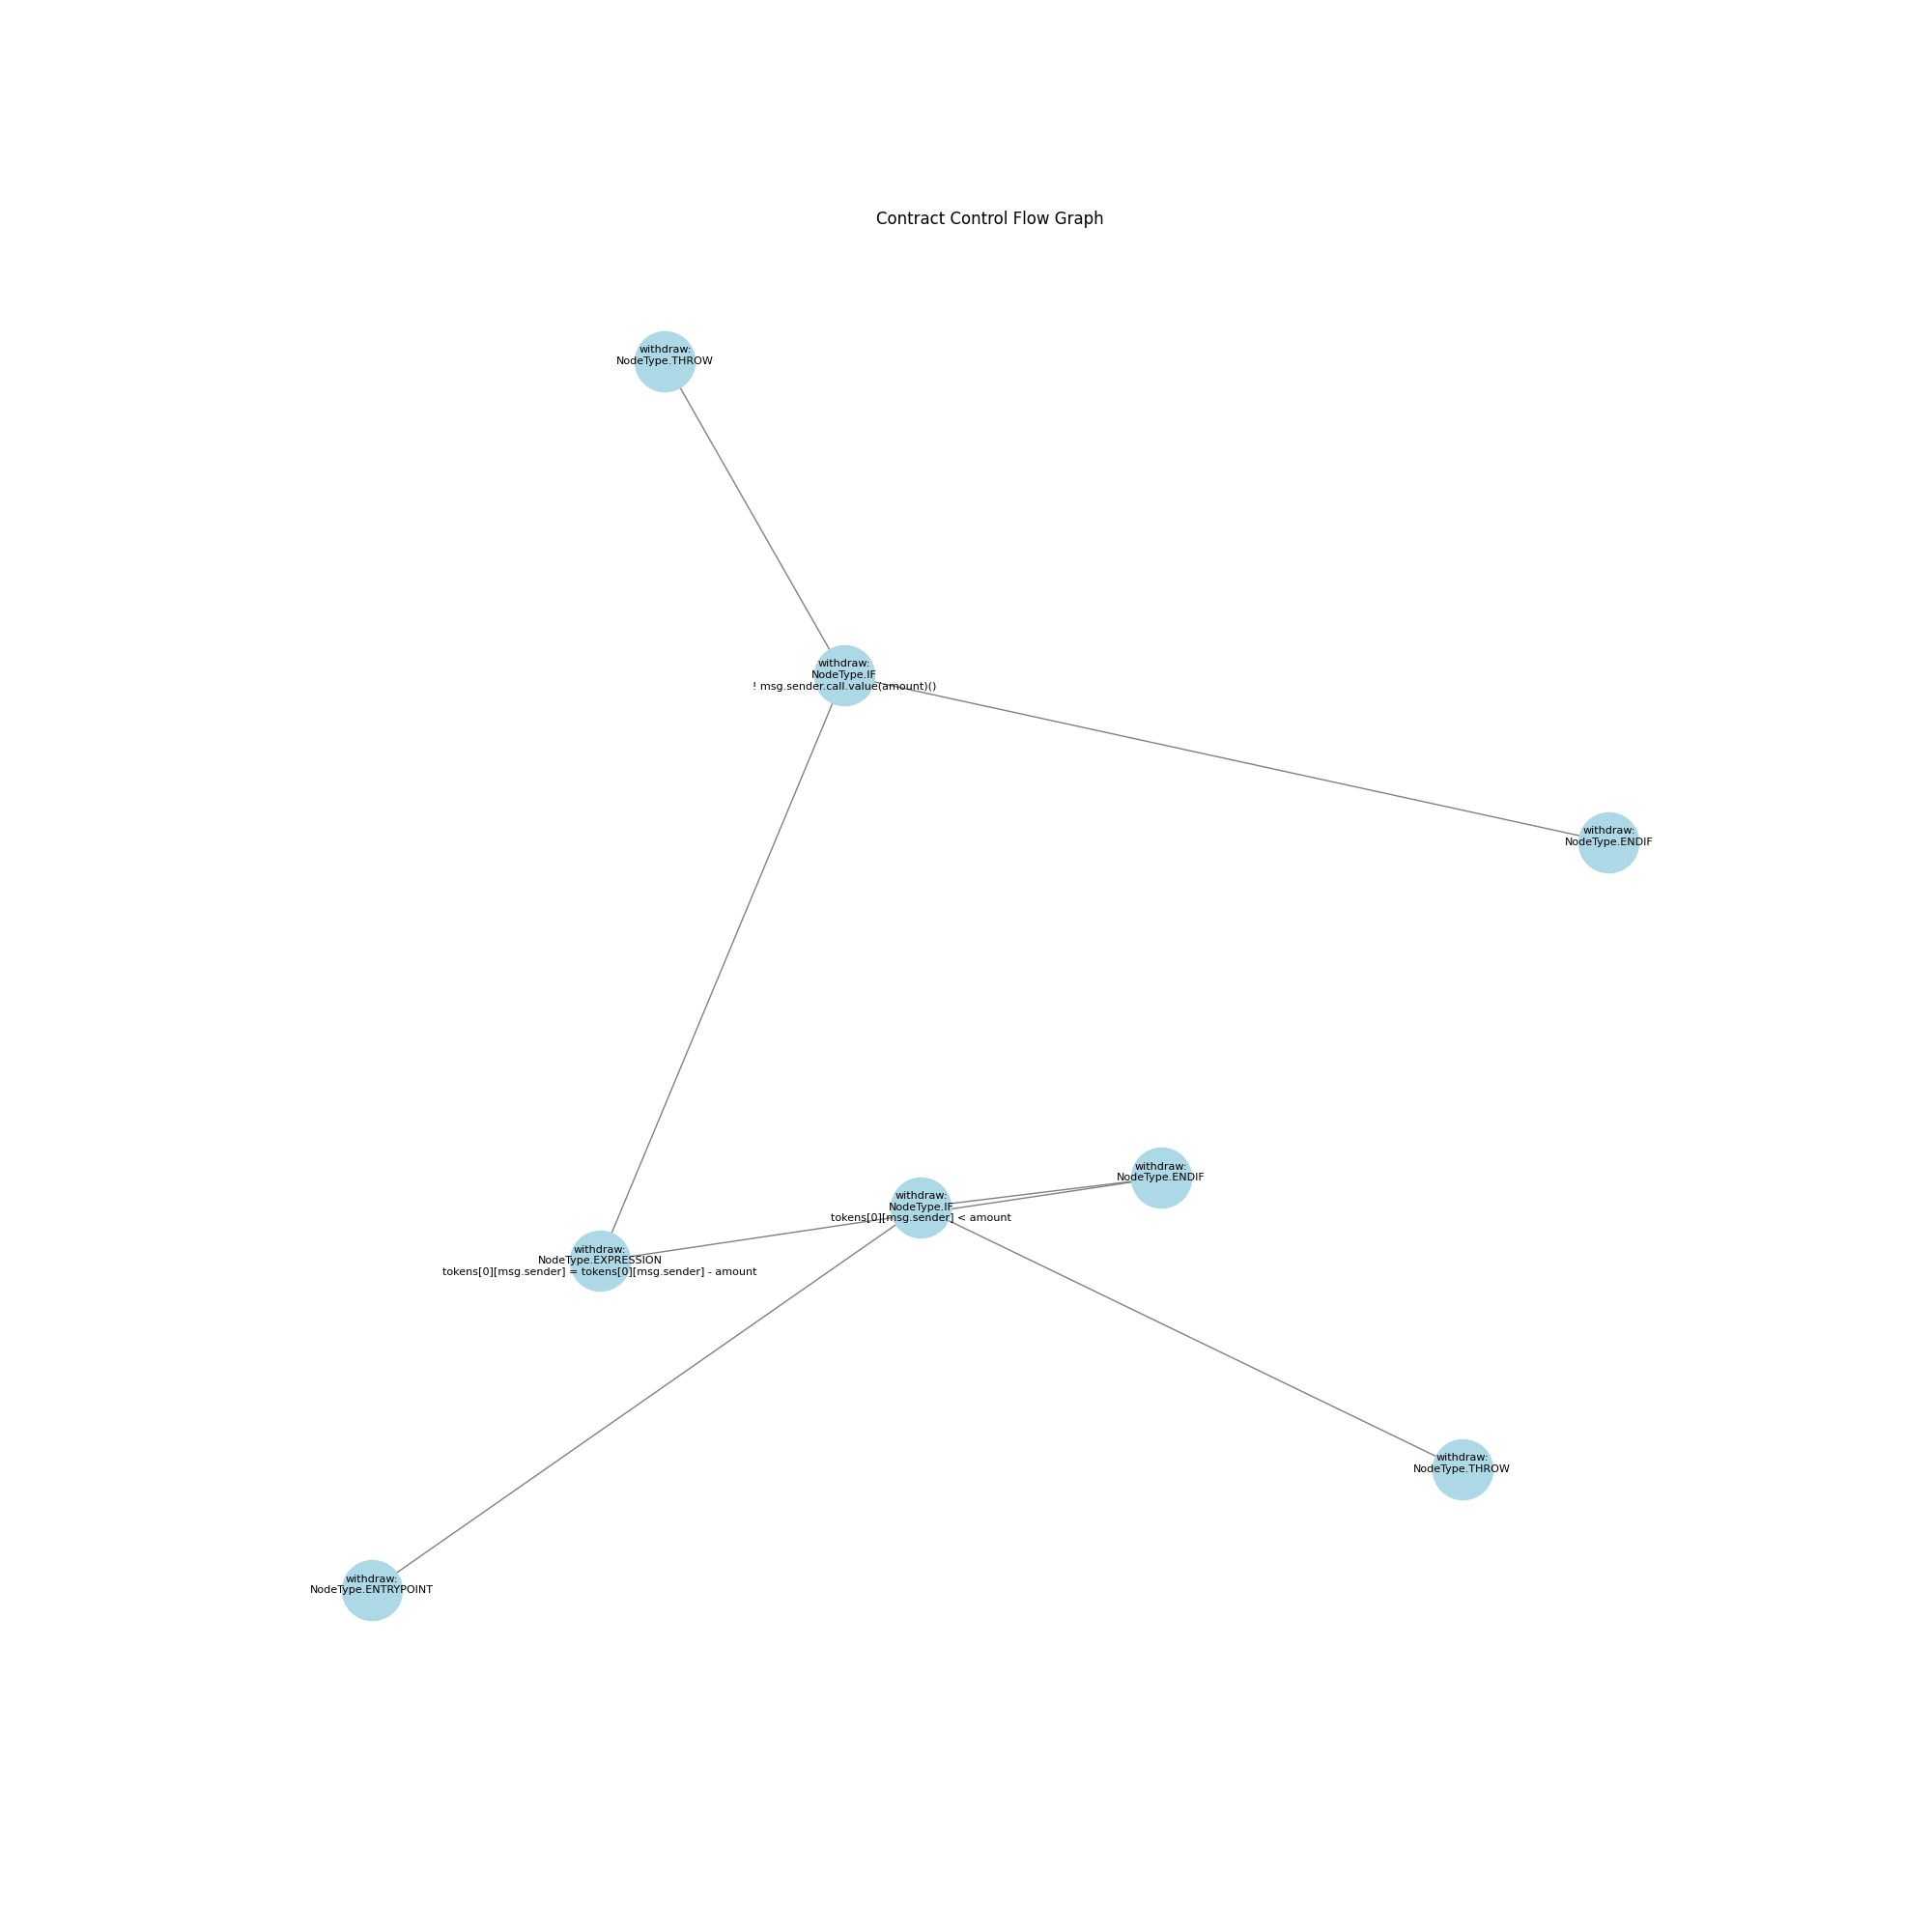 Contract Control Flow Graph
withdraw:
NodeType.THROW
withdraw:
NodeType.IF
! msg.sender.call.value(amount)()
withdraw:
NodeType.ENDIF
withdraw:
NodeType.ENDIF
withdraw:
NodeType.IF
tokens[0][msg.sender] < amount
withdraw:
NodeType.EXPRESSION
tokens[0][msg.sender] = tokens[0][msg.sender] - amount
withdraw:
NodeType.THROW
withdraw:
NodeType.ENTRYPOINT